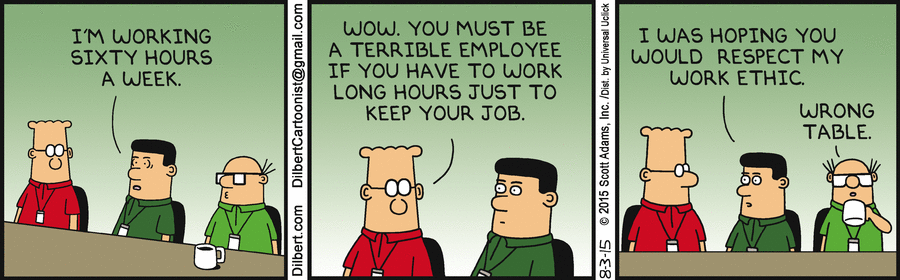 I'M WORKING
SIXTY HOURS
A WEEK.
DilbertCartoonist@gmail.com
Dilbert.com
WOW. YOU MUST BE
A TERRIBLE EMPLOYEE
IF YOU HAVE TO WORK
LONG HOURS JUST TO
KEEP YOUR JOB.
8-3-15 © 2015 Scott Adams, Inc. /Dist. by Universal Uclick
I WAS HOPING YOU
WOULD RESPECT MY
WORK ETHIC.
WRONG
TABLE.